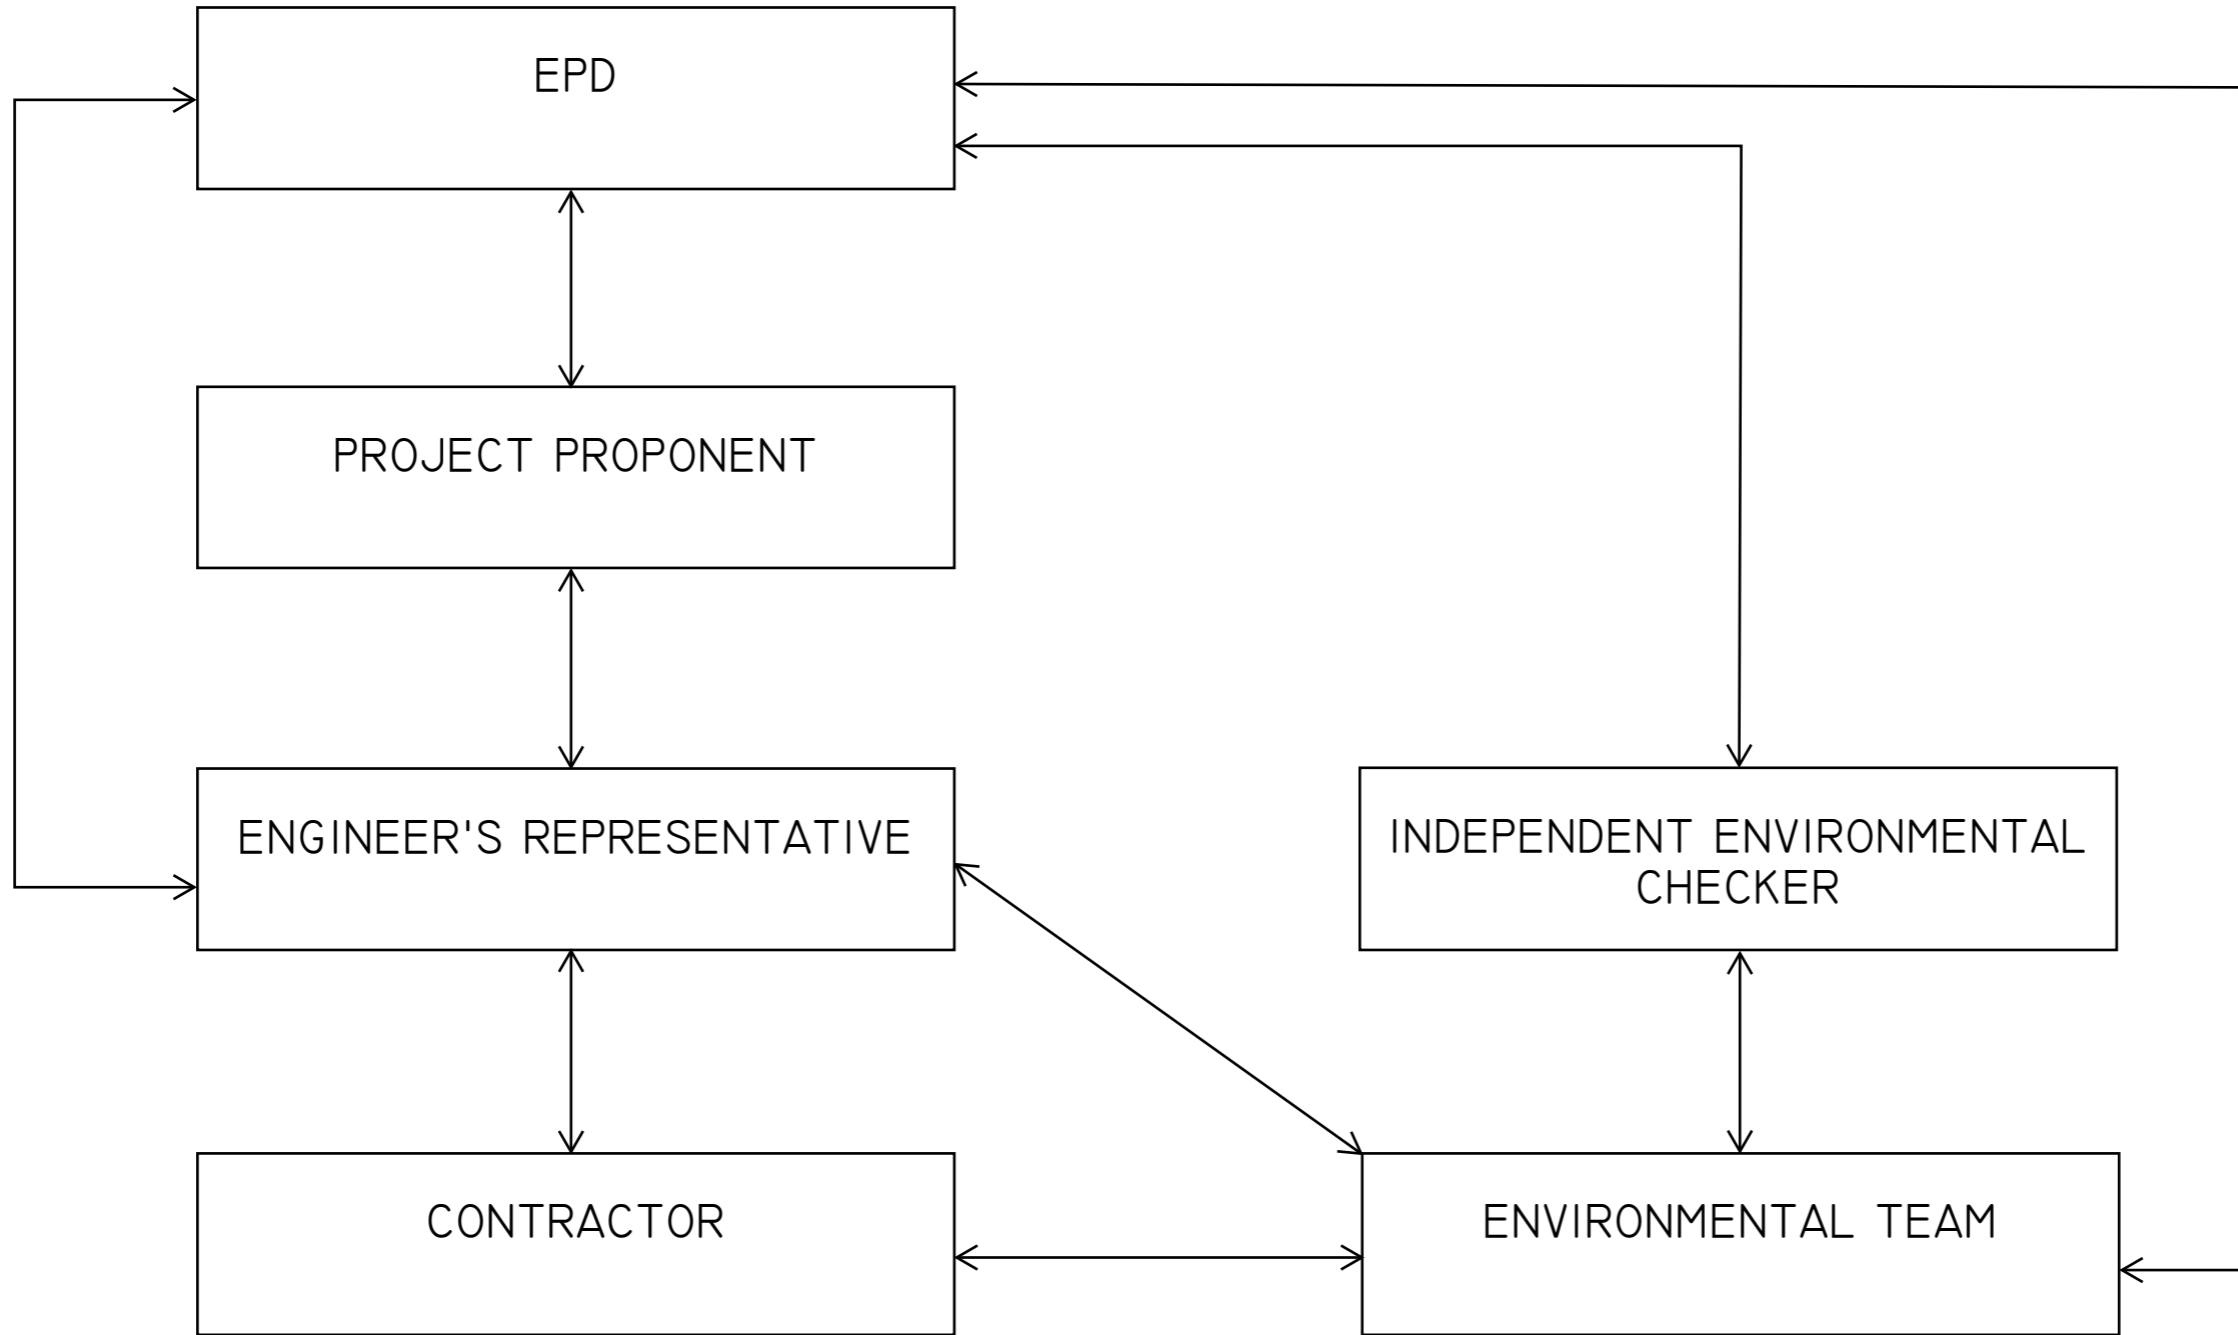 EPD
PROJECT PROPONENT
ENGINEER'S REPRESENTATIVE
INDEPENDENT ENVIRONMENTAL
CHECKER
CONTRACTOR
ENVIRONMENTAL TEAM